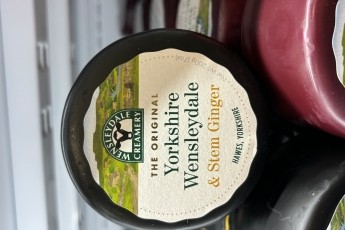 WENSLEYDALE
CREAMERY
THE ORIGINAL
Yorkshire
Wensleydale
& Stem Ginger
HAWES, YORKSHIRE